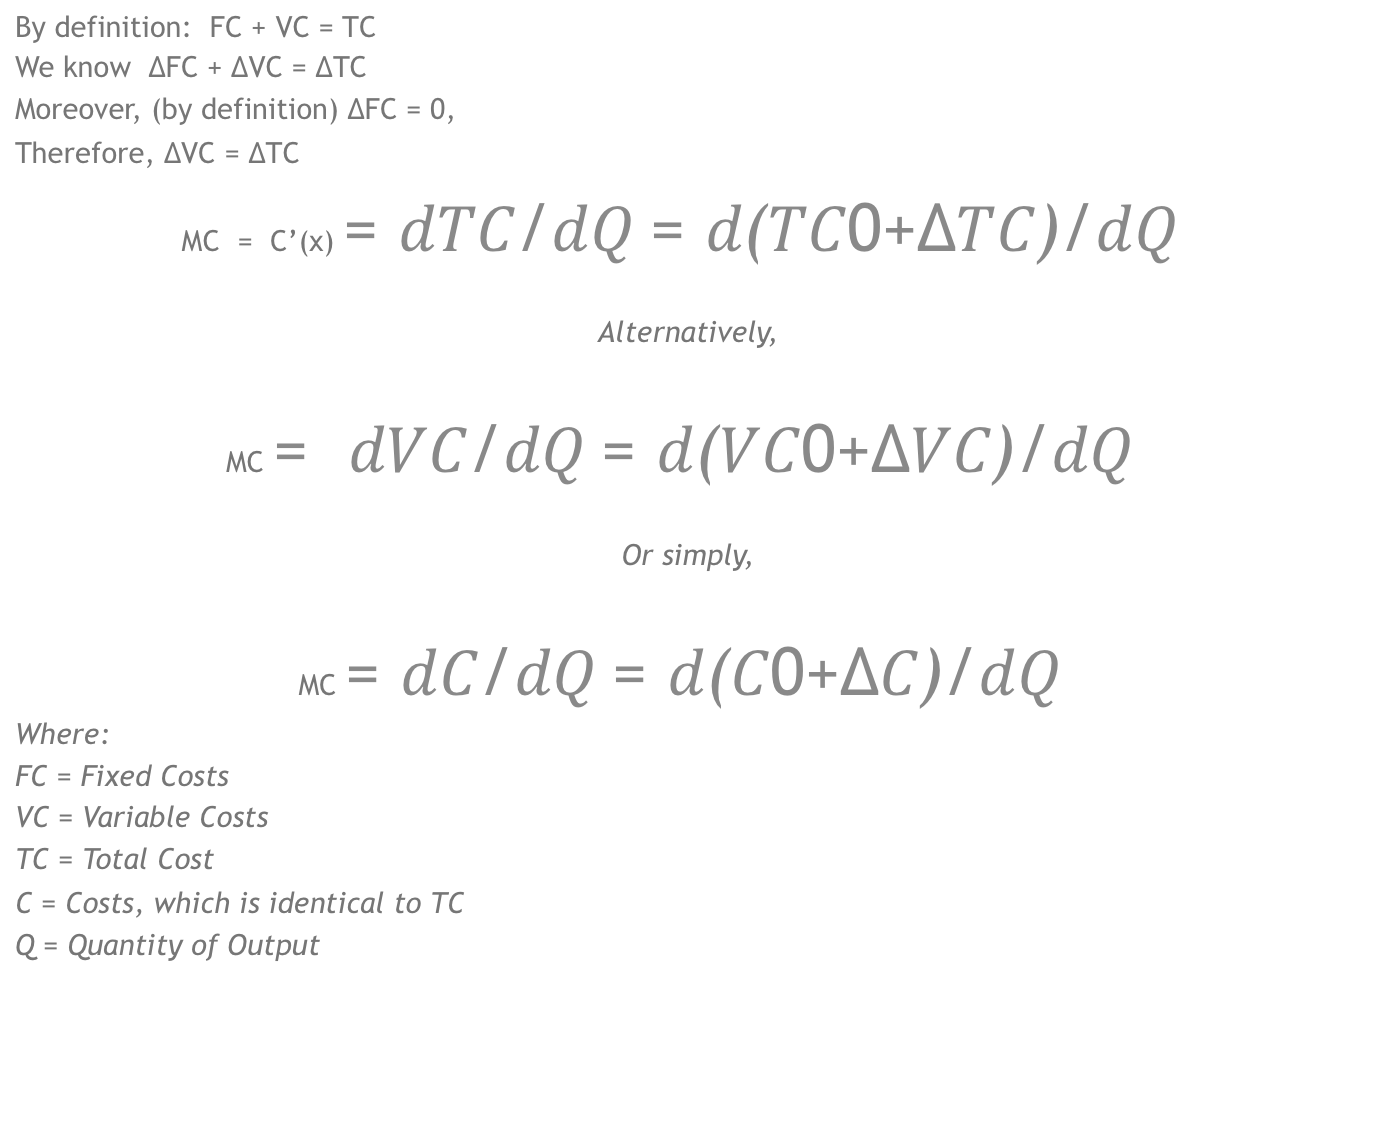 By definition:  FC + VC = TC
We know  ΔFC + ΔVC = ΔTC
Moreover, (by definition) ΔFC = 0,
Therefore, ΔVC = ΔTC
MC  =  C’(x) = dTC/dQ = d(TC0+ΔTC)/dQ
Alternatively,
MC =  dVC/dQ = d(VC0+ΔVC)/dQ
Or simply,
MC = dC/dQ = d(C0+ΔC)/dQ
Where:
FC = Fixed Costs
VC = Variable Costs
TC = Total Cost
C = Costs, which is identical to TC
Q = Quantity of Output